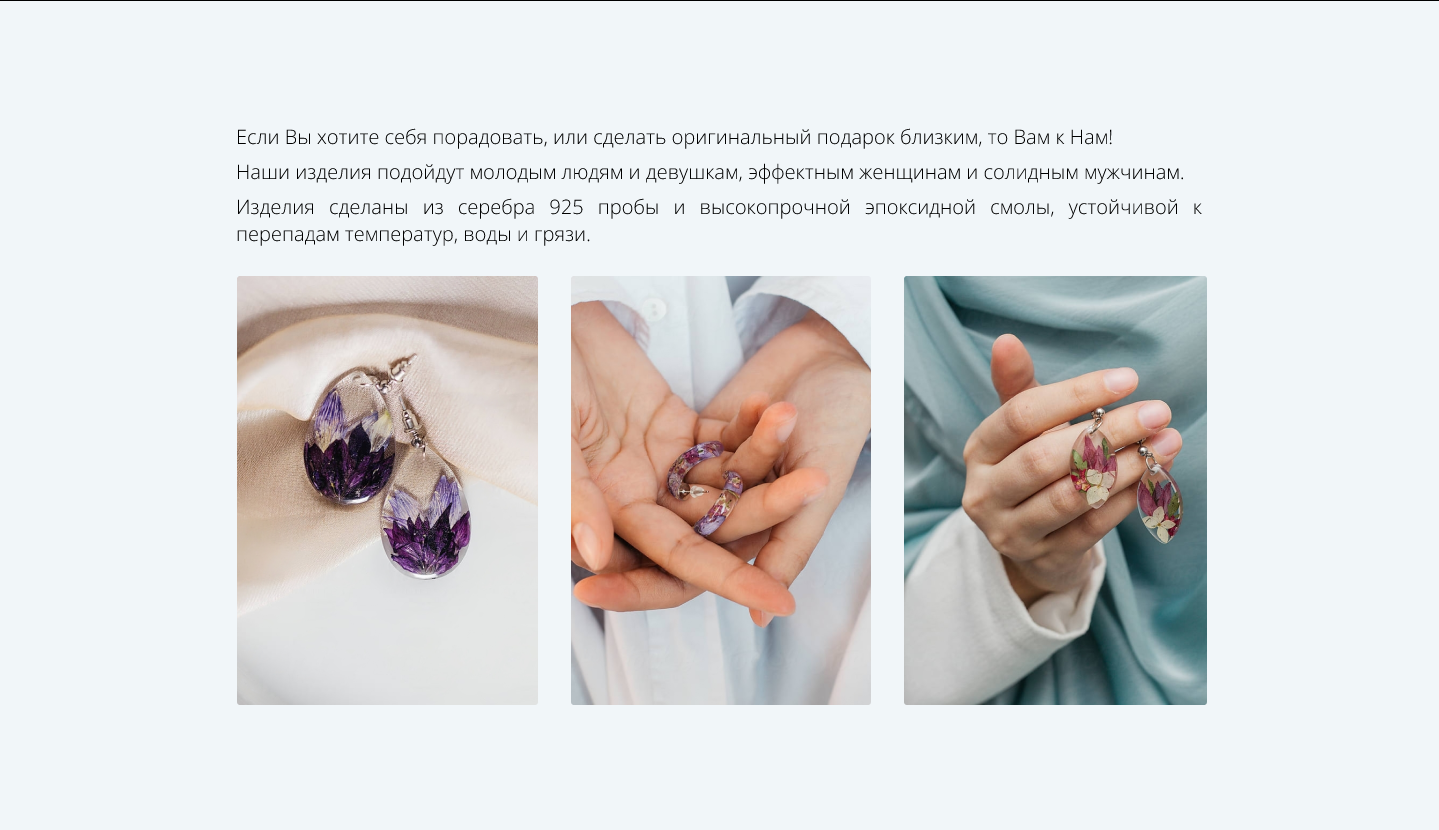 Если Вы хотите себя порадовать, или сделать оригинальный подарок близким, то Вам к Нам!
Наши изделия подойдут молодым людям и девушкам, эффектным женщинам и солидным мужчинам.
Изделия сделаны из серебра 925 пробы и высокопрочной эпоксидной смолы, устойчивой к
перепадам температур, воды и грязи.